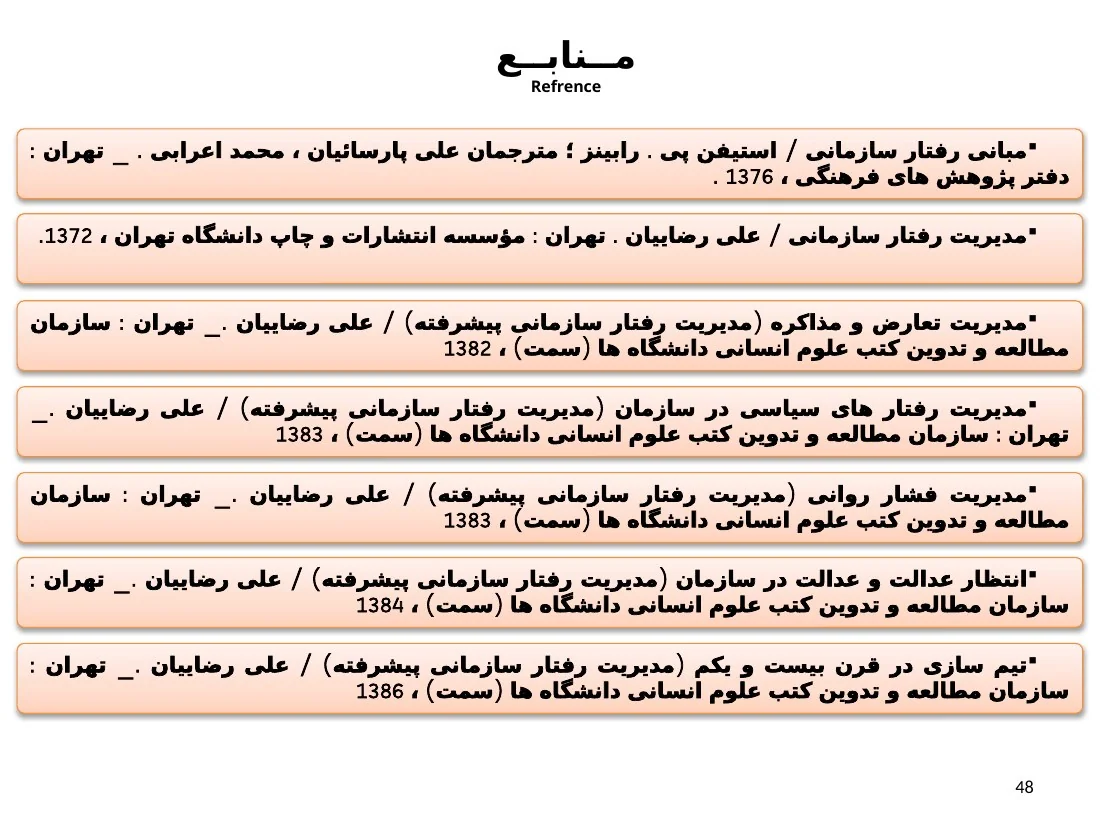 مــنابــع
Refrence
▪مبانی رفتار سازمانی / استیفن پی . رابینز ؛ مترجمان علی پارسائیان ، محمد اعرابی . _ تهران :
دفتر پژوهش های فرهنگی ، 1376 .
▪مدیریت رفتار سازمانی / علی رضاییان . تهران : مؤسسه انتشارات و چاپ دانشگاه تهران ، 1372.
▪مدیریت تعارض و مذاکره (مدیریت رفتار سازمانی پیشرفته) / علی رضاییان ._ تهران : سازمان
مطالعه و تدوین کتب علوم انسانی دانشگاه ها (سمت) ، 1382
▪مدیریت رفتار های سیاسی در سازمان (مدیریت رفتار سازمانی پیشرفته) / علی رضاییان ._
تهران : سازمان مطالعه و تدوین کتب علوم انسانی دانشگاه ها (سمت) ، 1383
▪مدیریت فشار روانی (مدیریت رفتار سازمانی پیشرفته) / علی رضاییان ._ تهران : سازمان
مطالعه و تدوین کتب علوم انسانی دانشگاه ها (سمت) ، 1383
▪انتظار عدالت و عدالت در سازمان (مدیریت رفتار سازمانی پیشرفته) / علی رضاییان ._ تهران :
سازمان مطالعه و تدوین کتب علوم انسانی دانشگاه ها (سمت) ، 1384
▪تیم سازی در قرن بیست و یکم (مدیریت رفتار سازمانی پیشرفته) / علی رضاییان ._ تهران :
سازمان مطالعه و تدوین کتب علوم انسانی دانشگاه ها (سمت) ، 1386
48